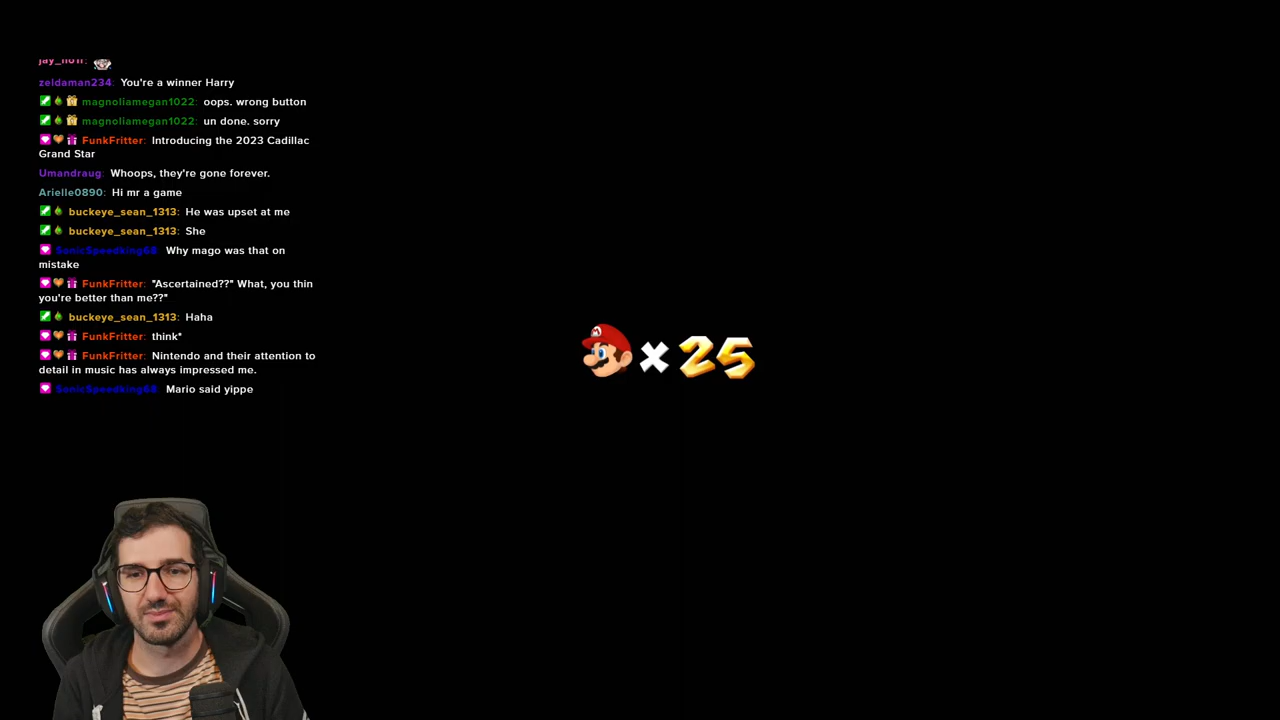 jay_no1r:
zeldaman234: You're a winner Harry
magnoliamegan1022: oops. wrong button
magnoliamegan1022: un done. sorry
FunkFritter: Introducing the 2023 Cadillac
Grand Star
Umandraug: Whoops, they're gone forever.
Arielle0890: Hi mr a game
buckeye_sean_1313: He was upset at me
buckeye_sean_1313: She
SonicSpeedking68: Why mago was that on
mistake
FunkFritter: "Ascertained??" What, you thin
you're better than me??"
buckeye_sean_1313: Haha
FunkFritter: think*
FunkFritter: Nintendo and their attention to
detail in music has always impressed me.
SonicSpeedking68: Mario said yippe
M × 25